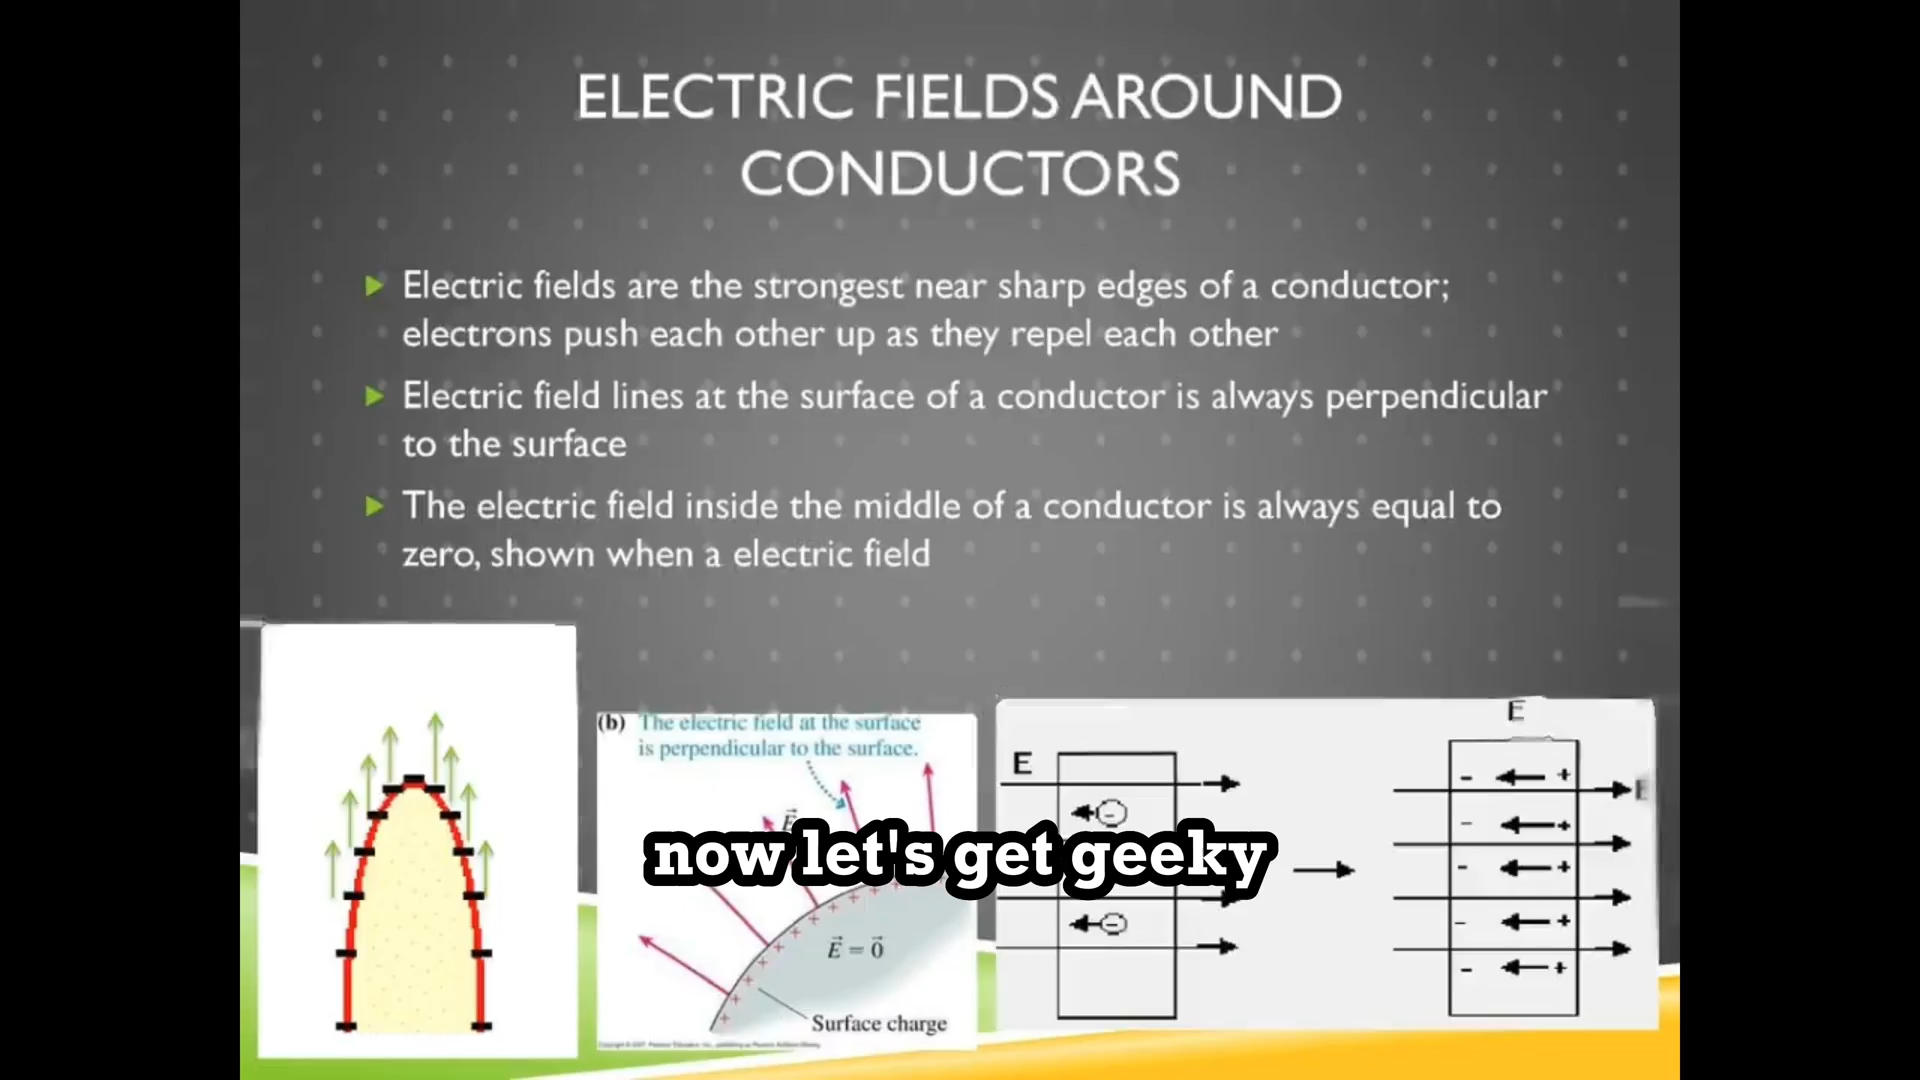 ELECTRIC FIELDS AROUND
CONDUCTORS
Electric fields are the strongest near sharp edges of a conductor;
electrons push each other up as they repel each other
Electric field lines at the surface of a conductor is always perpendicular
to the surface
The electric field inside the middle of a conductor is always equal to
zero, shown when a electric field
(b) The electric field at the surface
is perpendicular to the surface.
E
E⃗ = 0⃗
Surface charge
E
E
E
now let's get geeky